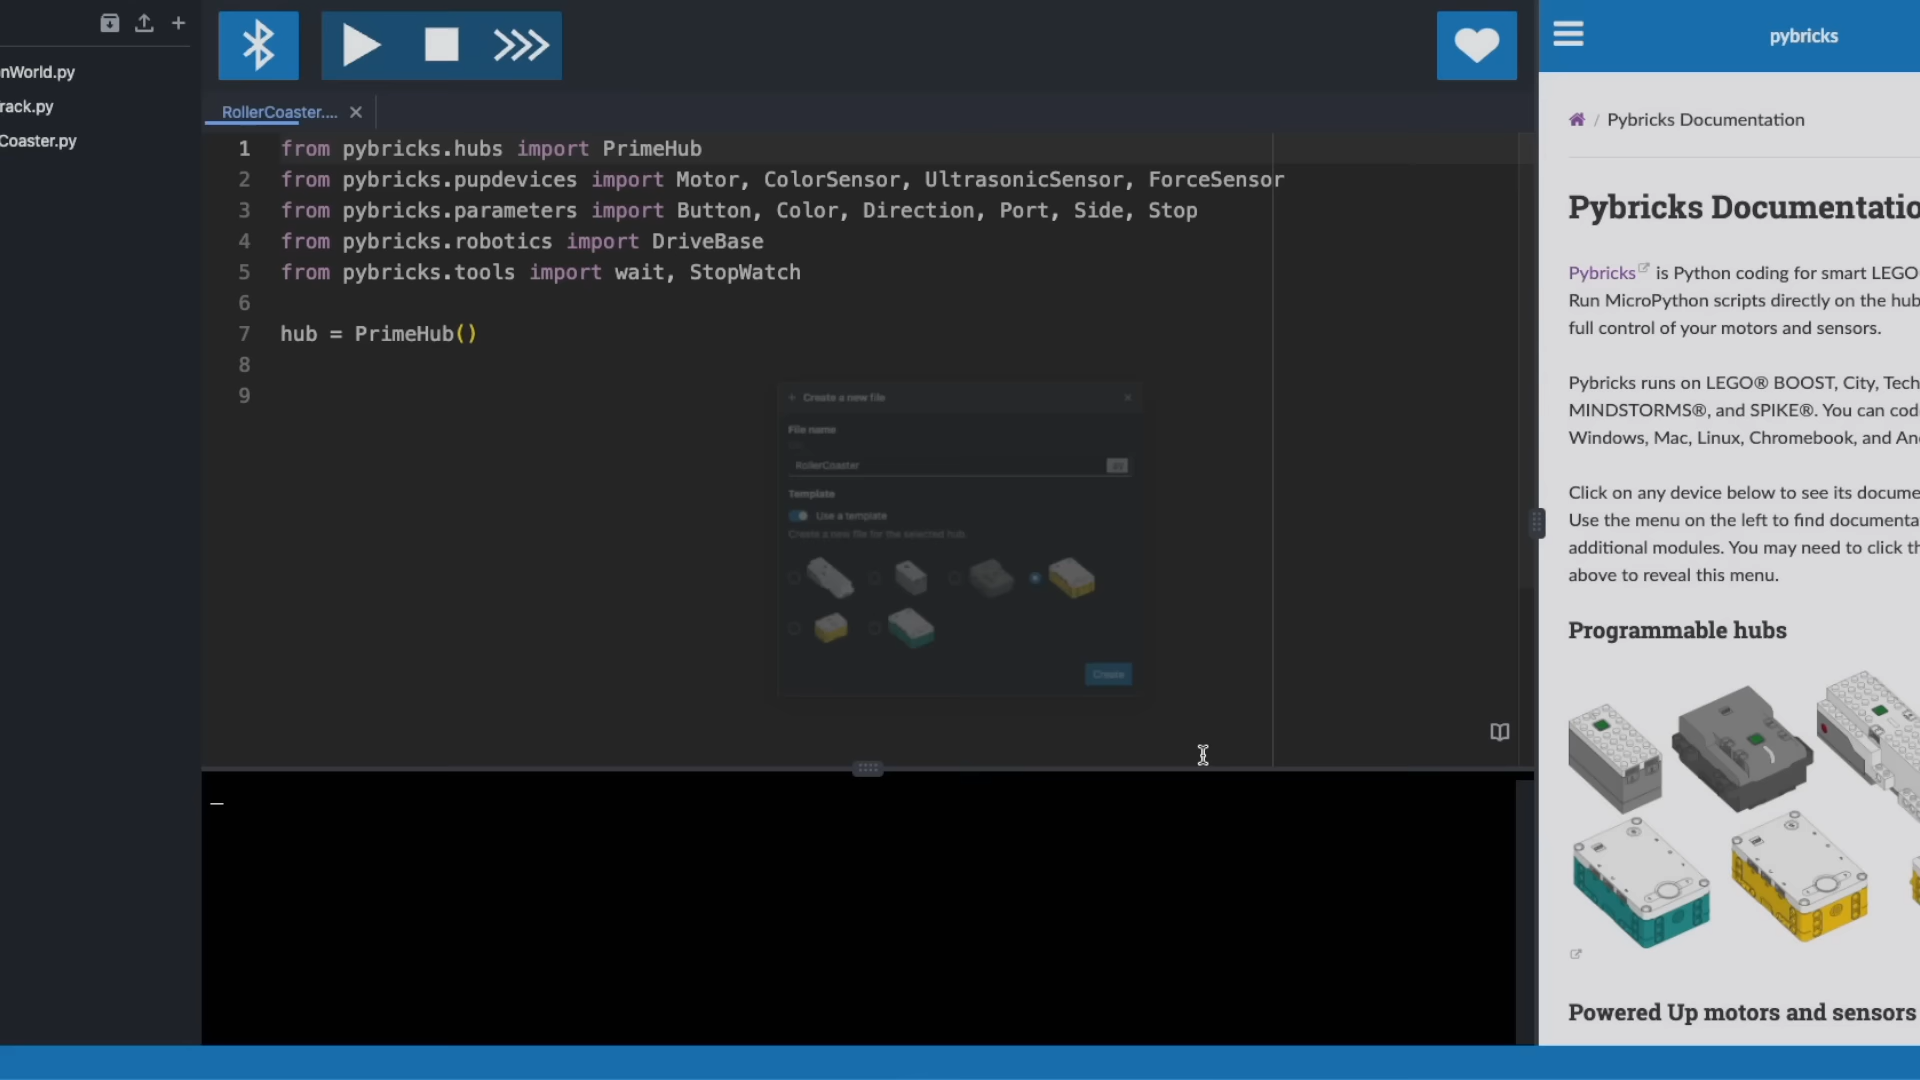 nWorld.py
rack.py
Coaster.py
RollerCoaster....
1 from pybricks.hubs import PrimeHub
2 from pybricks.pupdevices import Motor, ColorSensor, UltrasonicSensor, ForceSensor
3 from pybricks.parameters import Button, Color, Direction, Port, Side, Stop
4 from pybricks.robotics import DriveBase
5 from pybricks.tools import wait, StopWatch
6
7 hub = PrimeHub()
8
9
Create a new file
File name
RollerCoaster
.py
Template
Use a template
Create a new file for the selected hub.
Create
pybricks
/ Pybricks Documentation
Pybricks Documentatio
Pybricks is Python coding for smart LEGO
Run MicroPython scripts directly on the hub
full control of your motors and sensors.
Pybricks runs on LEGO® BOOST, City, Tech
MINDSTORMS®, and SPIKE®. You can cod
Windows, Mac, Linux, Chromebook, and An
Click on any device below to see its docume
Use the menu on the left to find documenta
additional modules. You may need to click th
above to reveal this menu.
Programmable hubs
Powered Up motors and sensors